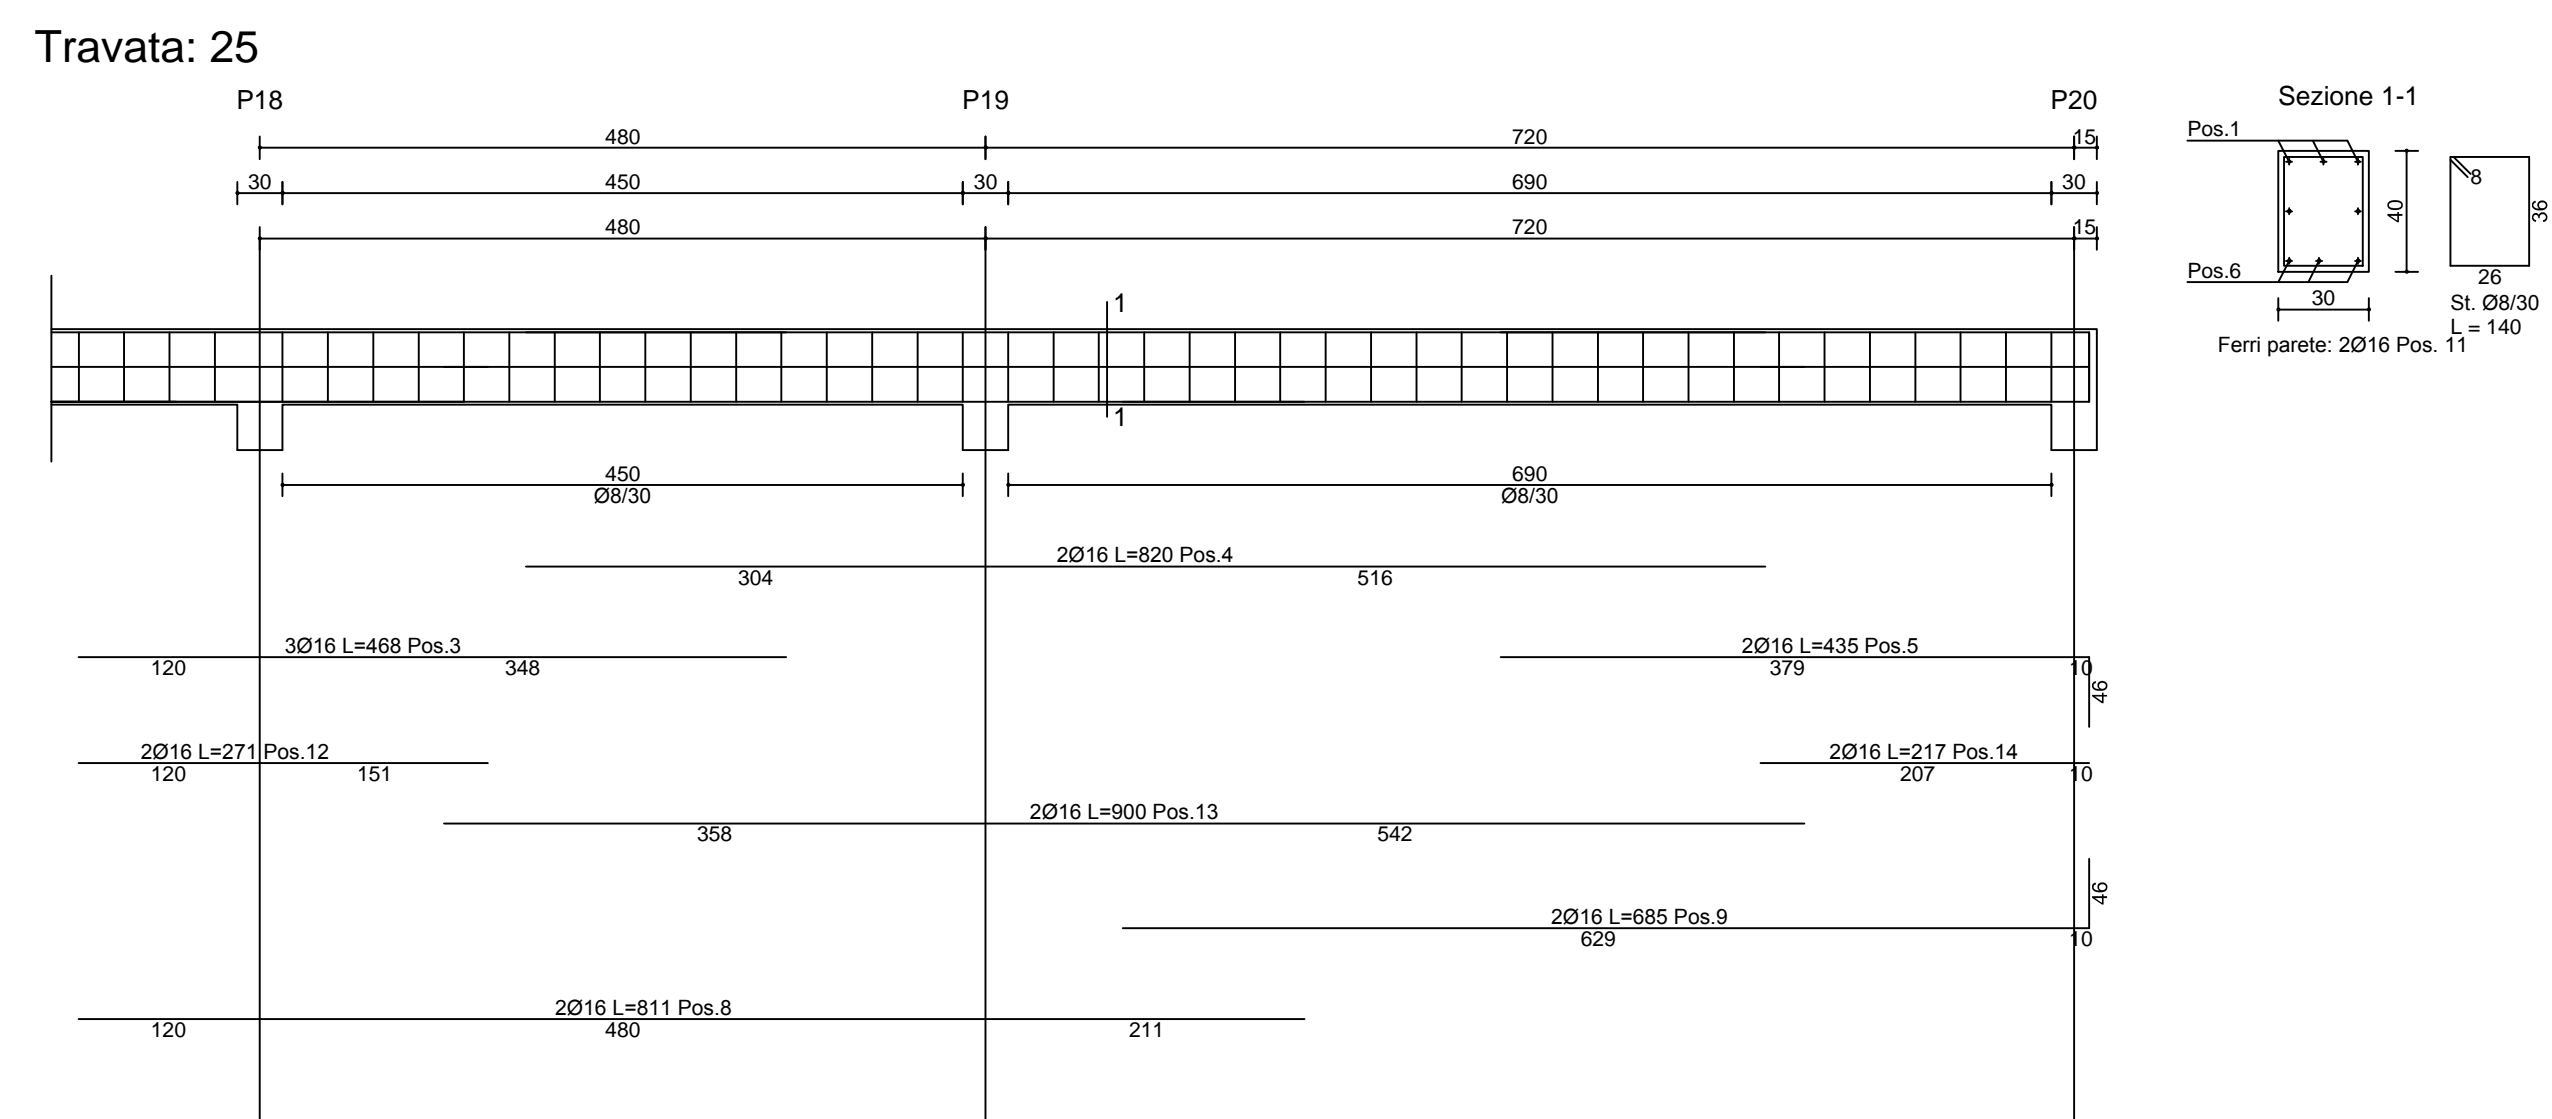 Travata: 25
P18 P19 P20 Sezione 1-1
480 720 15
Pos.1
30 450 30 690 30
8
40 36
480 720 15
Pos.6
26
30
St. Ø8/30
1
L = 140
Ferri parete: 2Ø16 Pos. 11
1
450 690
Ø8/30 Ø8/30
2Ø16 L=820 Pos.4
304 516
3Ø16 L=468 Pos.3 2Ø16 L=435 Pos.5
120 348 379 10
46
2Ø16 L=271 Pos.12 2Ø16 L=217 Pos.14
120 151 207 10
2Ø16 L=900 Pos.13
358 542
46
2Ø16 L=685 Pos.9
629 10
2Ø16 L=811 Pos.8
120 480 211